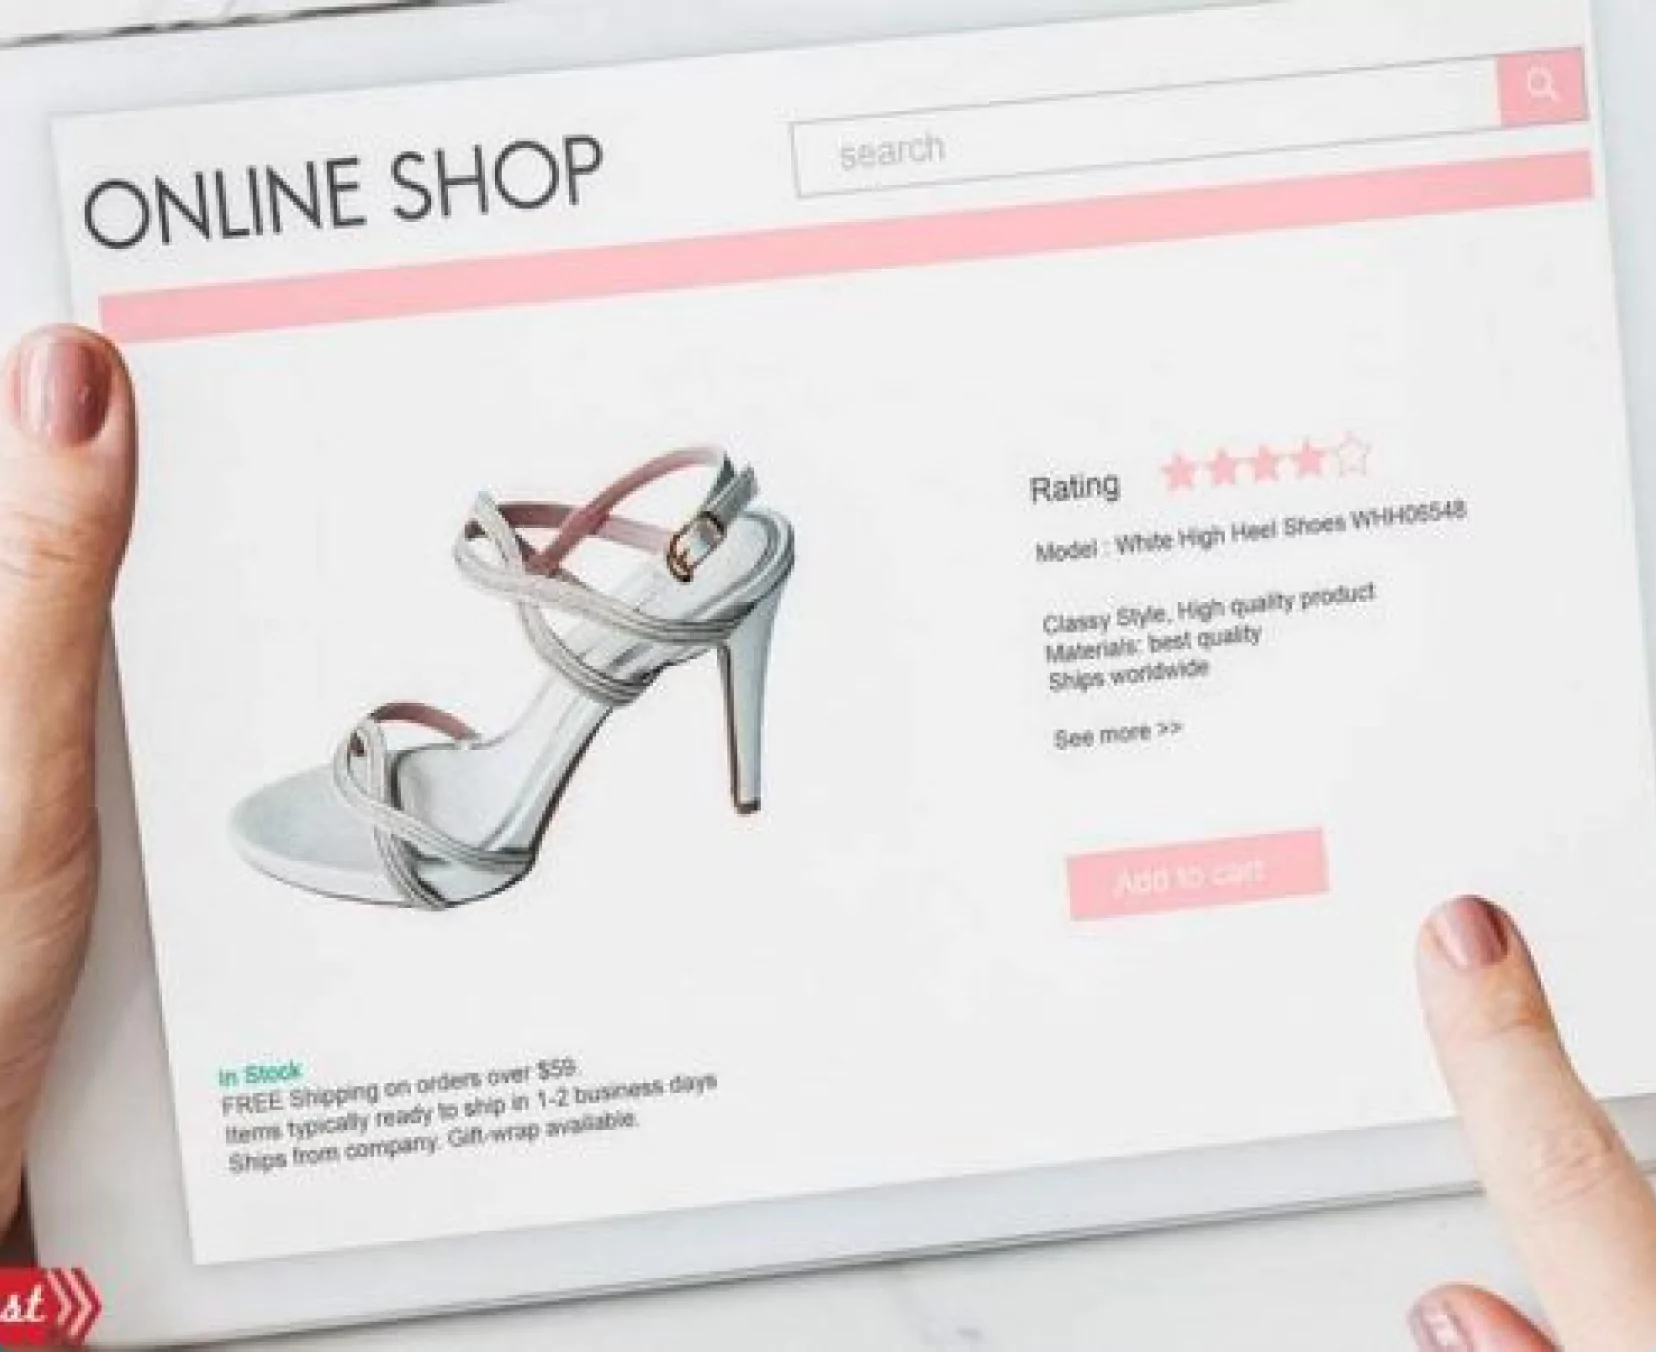 ONLINE SHOP
search
Rating
Model : White High Heel Shoes WHH06548
Classy Style, High quality product
Materials: best quality
Ships worldwide
See more >>
Add to cart
In Stock
FREE Shipping on orders over $59
Items typically ready to ship in 1-2 business days
Ships from company. Gift-wrap available.
st